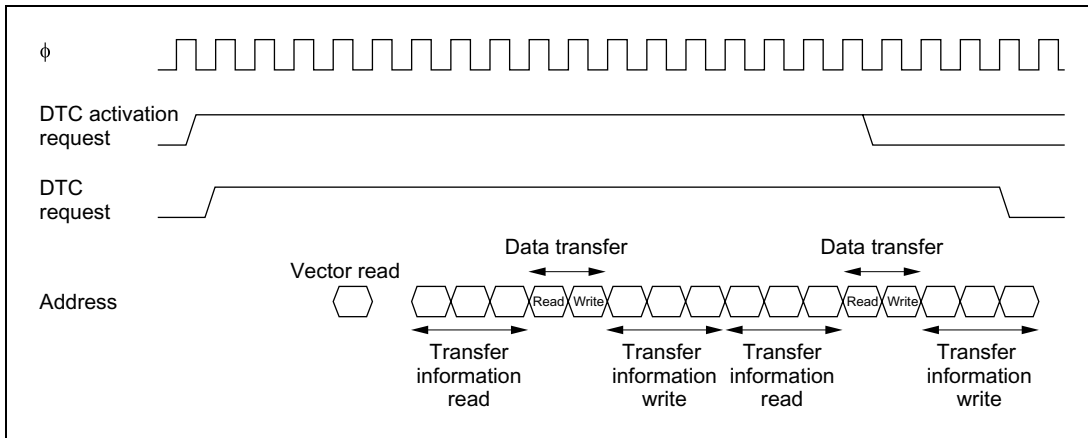 ϕ
DTC activation
request
DTC
request
Data transfer
Data transfer
Vector read
Address
Read
Write
Read
Write
Transfer
information
read
Transfer
information
write
Transfer
information
read
Transfer
information
write